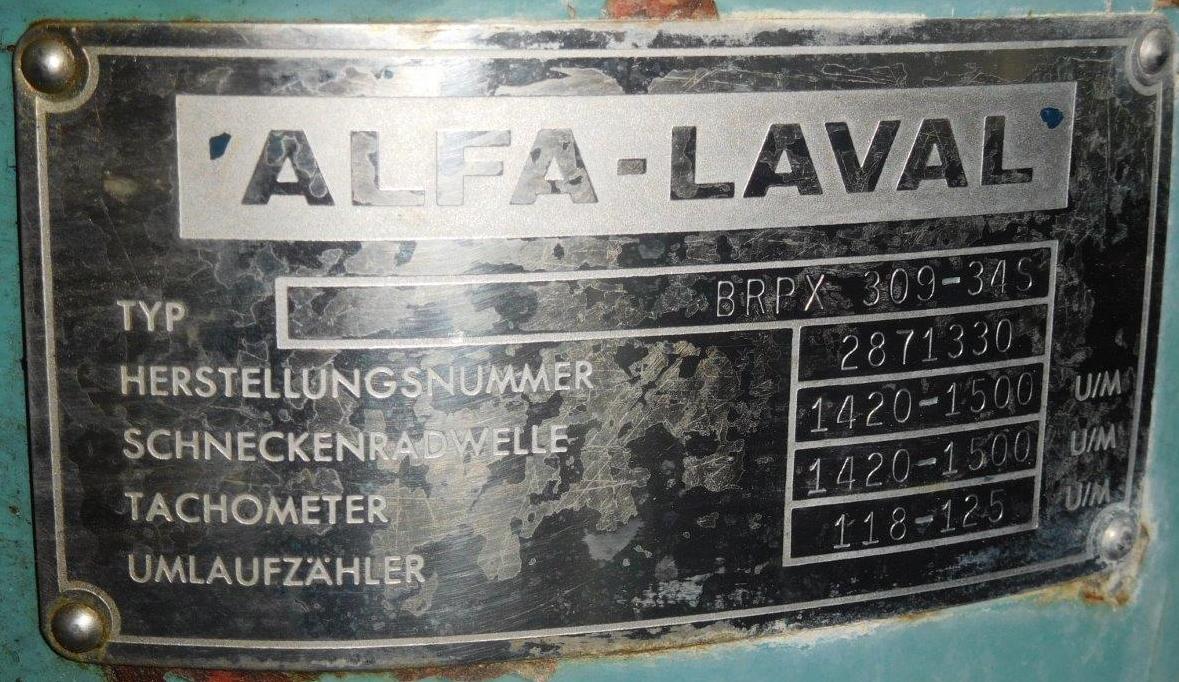 ALFA-LAVAL
TYP BRPX 309-34S
HERSTELLUNGSNUMMER 2871330
SCHNECKENRADWELLE 1420-1500 U/M
TACHOMETER 1420-1500 U/M
UMLAUFZÄHLER 118-125 U/M